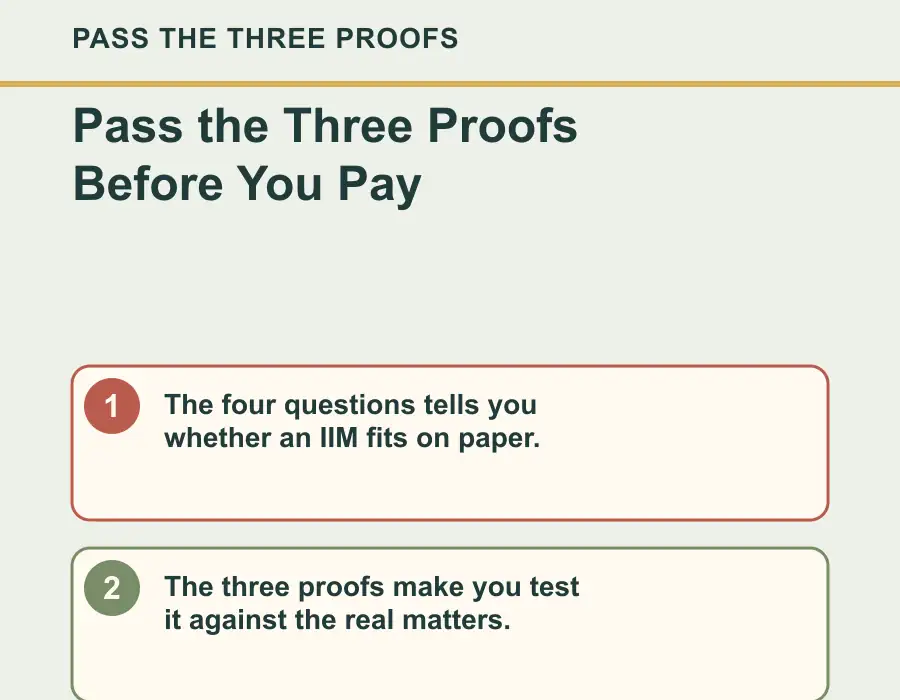 PASS THE THREE PROOFS
Pass the Three Proofs
Before You Pay
1
The four questions tells you
whether an IIM fits on paper.
2
The three proofs make you test
it against the real matters.